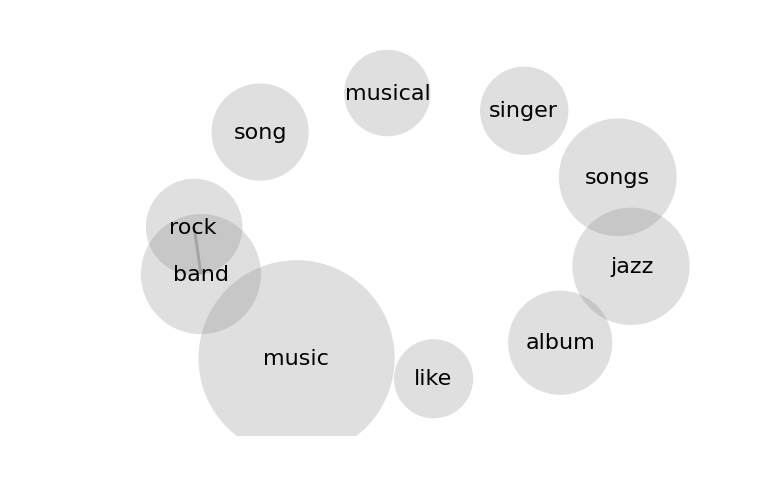 musical
singer
song
songs
rock
jazz
band
album
music
like